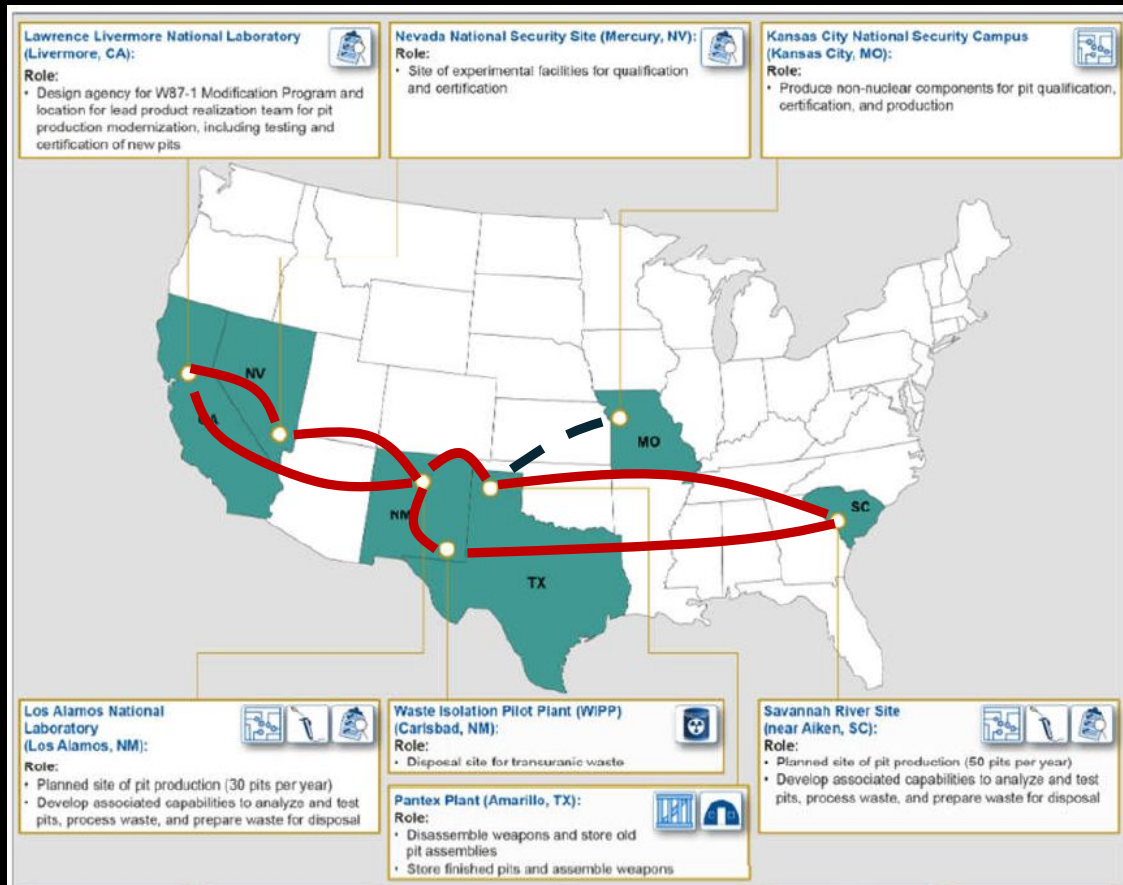 Lawrence Livermore National Laboratory
(Livermore, CA):
Role:
• Design agency for W87-1 Modification Program and
location for lead product realization team for pit
production modernization, including testing and
certification of new pits
Nevada National Security Site (Mercury, NV):
Role:
• Site of experimental facilities for qualification
and certification
Kansas City National Security Campus
(Kansas City, MO):
Role:
• Produce non-nuclear components for pit qualification,
certification, and production
NV
CA
MO
NM
SC
TX
Los Alamos National
Laboratory
(Los Alamos, NM):
Role:
• Planned site of pit production (30 pits per year)
• Develop associated capabilities to analyze and test
pits, process waste, and prepare waste for disposal
Waste Isolation Pilot Plant (WIPP)
(Carlsbad, NM):
Role:
• Disposal site for transuranic waste
Pantex Plant (Amarillo, TX):
Role:
• Disassemble weapons and store old
pit assemblies
• Store finished pits and assemble weapons
Savannah River Site
(near Aiken, SC):
Role:
• Planned site of pit production (50 pits per year)
• Develop associated capabilities to analyze and test
pits, process waste, and prepare waste for disposal